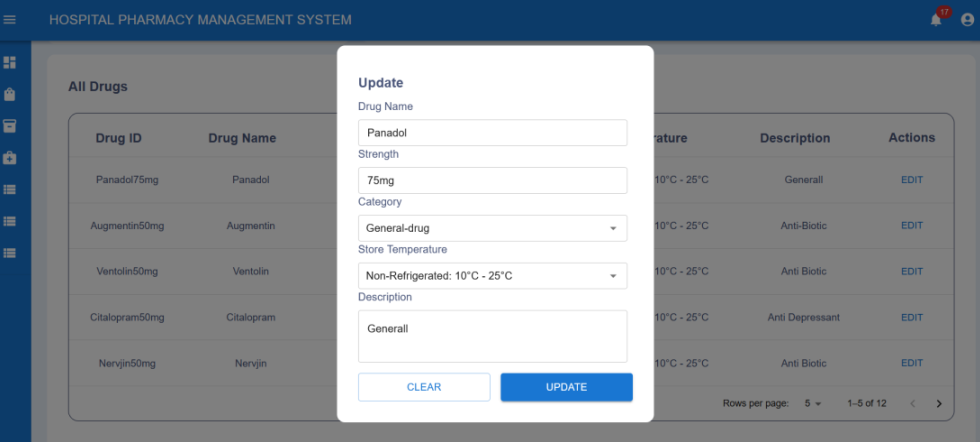 HOSPITAL PHARMACY MANAGEMENT SYSTEM
17
All Drugs
Drug ID Drug Name rature Description Actions
Panadol75mg Panadol 10°C - 25°C Generall EDIT
Augmentin50mg Augmentin 10°C - 25°C Anti-Biotic EDIT
Ventolin50mg Ventolin 10°C - 25°C Anti Biotic EDIT
Citalopram50mg Citalopram 10°C - 25°C Anti Depressant EDIT
Nervjin50mg Nervjin 10°C - 25°C Anti Biotic EDIT
Rows per page: 5 1–5 of 12
Update
Drug Name
Panadol
Strength
75mg
Category
General-drug
Store Temperature
Non-Refrigerated: 10°C - 25°C
Description
Generall
CLEAR UPDATE